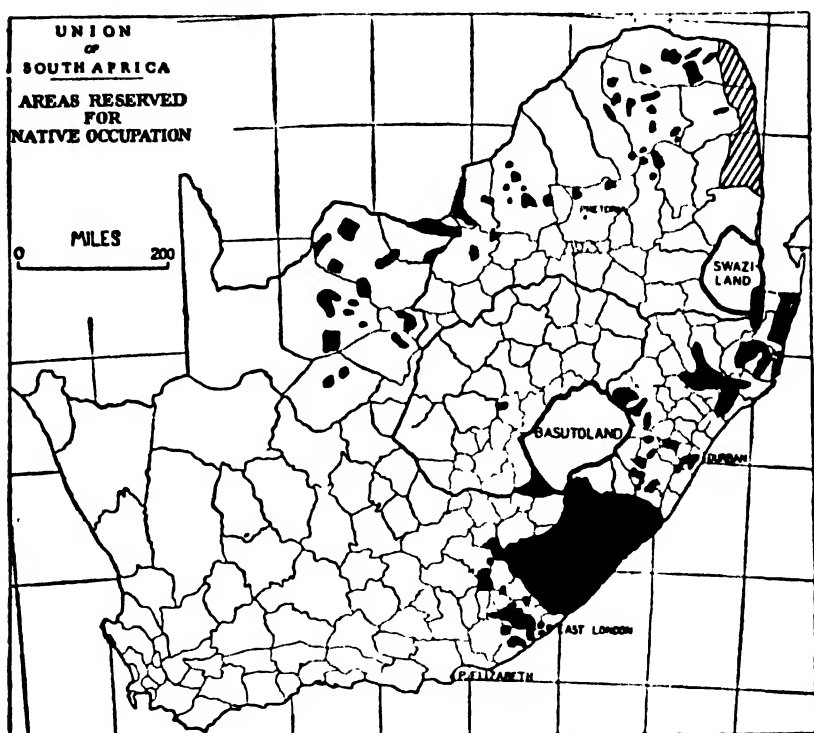 UNION
OF
SOUTH AFRICA
AREAS RESERVED
FOR
NATIVE OCCUPATION
MILES
0 200
PRETORIA
SWAZI-
LAND
BASUTOLAND
DURBAN
EAST LONDON
P. ELIZABETH